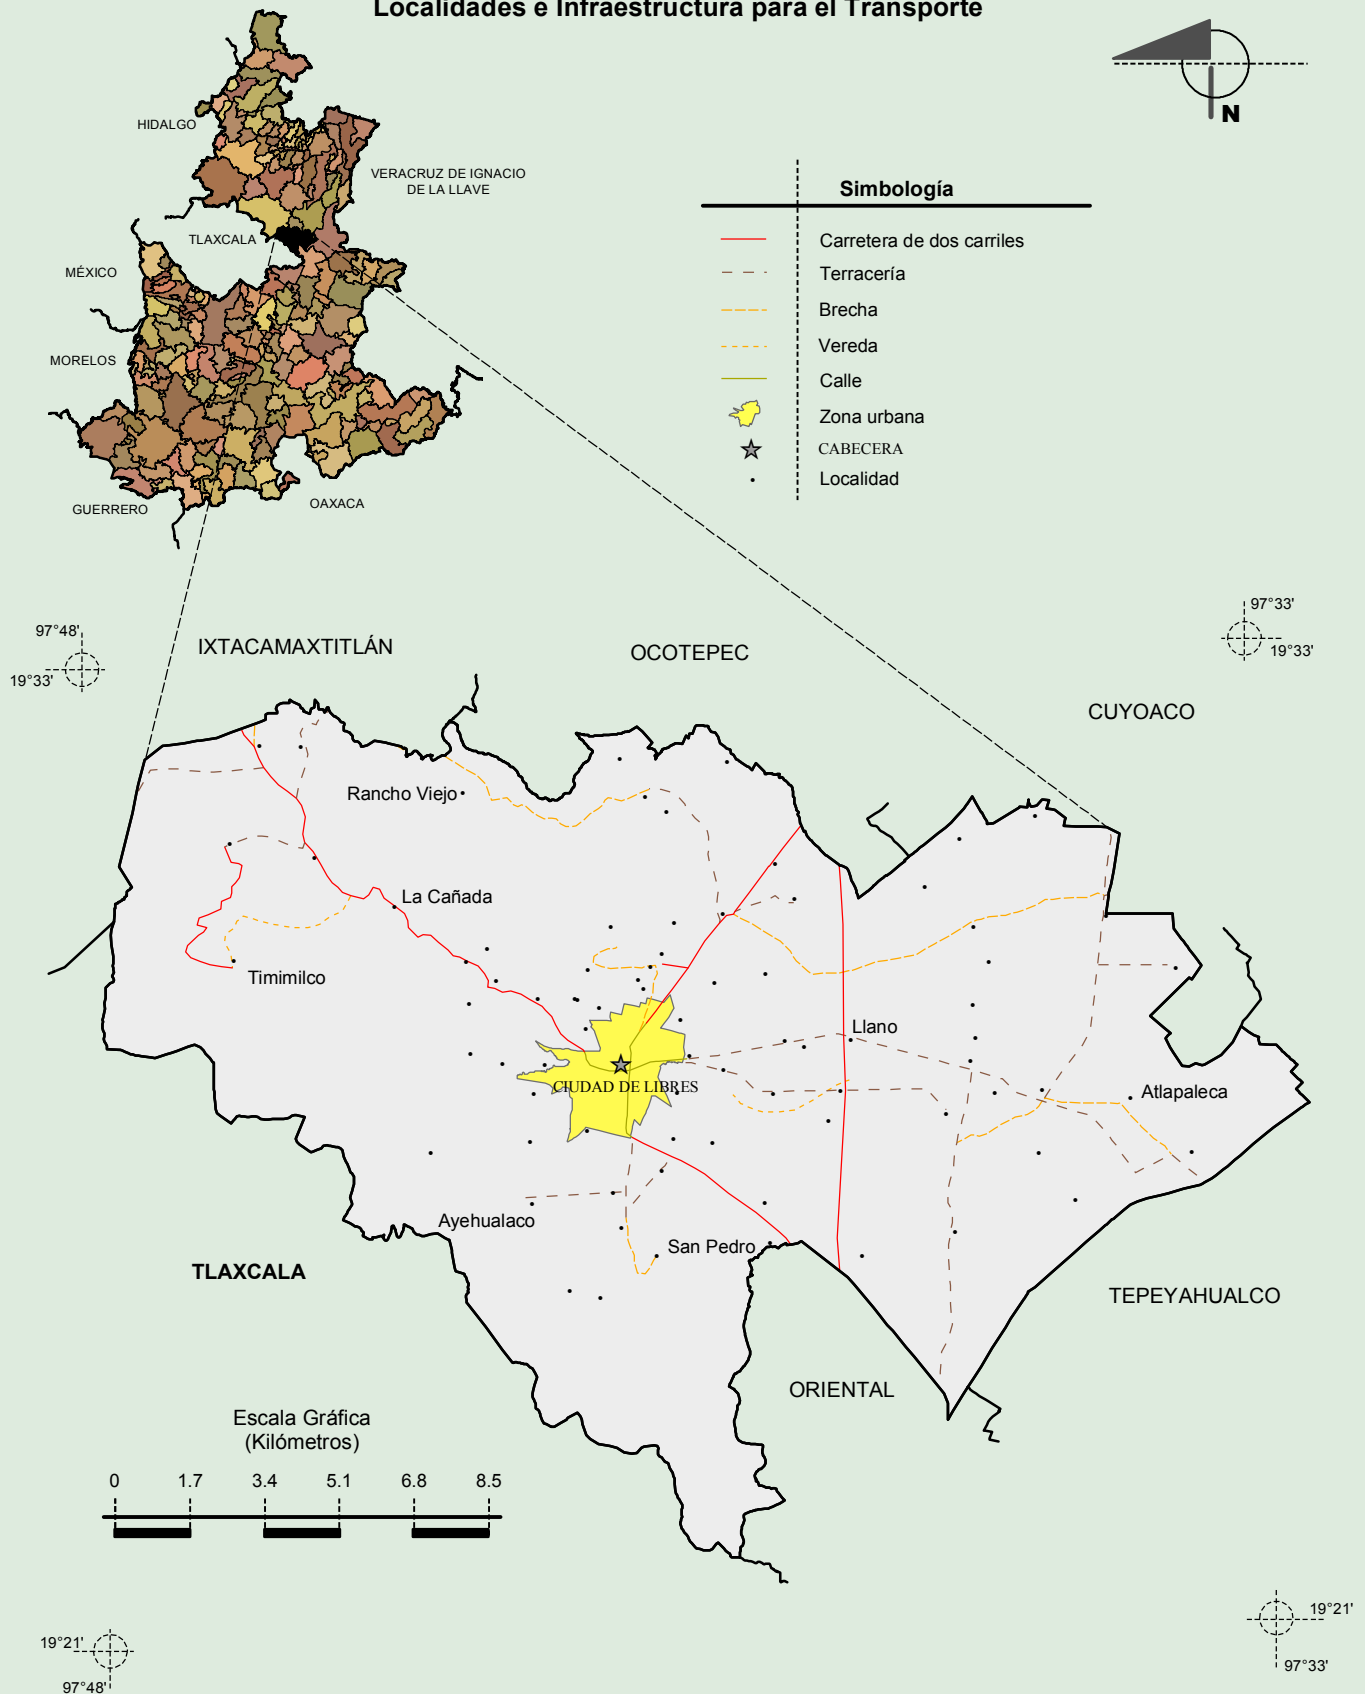 Localidades e Infraestructura para el Transporte
N
HIDALGO
VERACRUZ DE IGNACIO
DE LA LLAVE
TLAXCALA
MÉXICO
MORELOS
GUERRERO
OAXACA
Simbología
Carretera de dos carriles
Terracería
Brecha
Vereda
Calle
Zona urbana
CABECERA
Localidad
97°48'
19°33'
97°33'
19°33'
IXTACAMAXTITLÁN
OCOTEPEC
CUYOACO
Rancho Viejo
La Cañada
Timimilco
Llano
CIUDAD DE LIBRES
Atlapaleca
Ayehualaco
San Pedro
TLAXCALA
TEPEYAHUALCO
ORIENTAL
Escala Gráfica
(Kilómetros)
0 1.7 3.4 5.1 6.8 8.5
19°21'
97°48'
19°21'
97°33'